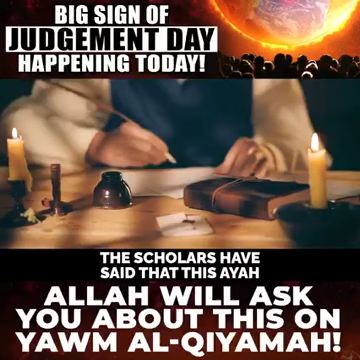 BIG SIGN OF
JUDGEMENT DAY
HAPPENING TODAY!
THE SCHOLARS HAVE
SAID THAT THIS AYAH
ALLAH WILL ASK
YOU ABOUT THIS ON
YAWM AL-QIYAMAH!